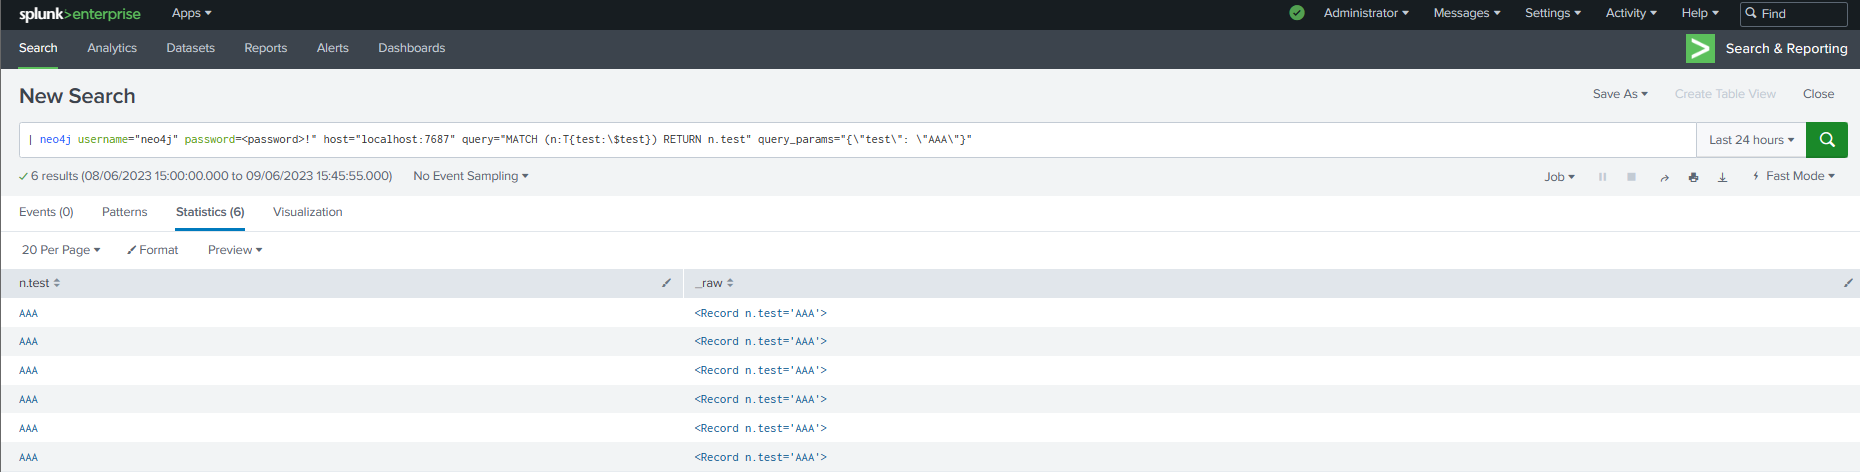 splunk>enterprise Apps Administrator Messages Settings Activity Help Find
Search Analytics Datasets Reports Alerts Dashboards Search & Reporting
New Search Save As Create Table View Close
| neo4j username="neo4j" password=<password>!" host="localhost:7687" query="MATCH (n:T{test:\$test}) RETURN n.test" query_params="{\"test\": \"AAA\"}" Last 24 hours
6 results (08/06/2023 15:00:00.000 to 09/06/2023 15:45:55.000) No Event Sampling Job Fast Mode
Events (0) Patterns Statistics (6) Visualization
20 Per Page Format Preview
n.test _raw
AAA <Record n.test='AAA'>
AAA <Record n.test='AAA'>
AAA <Record n.test='AAA'>
AAA <Record n.test='AAA'>
AAA <Record n.test='AAA'>
AAA <Record n.test='AAA'>